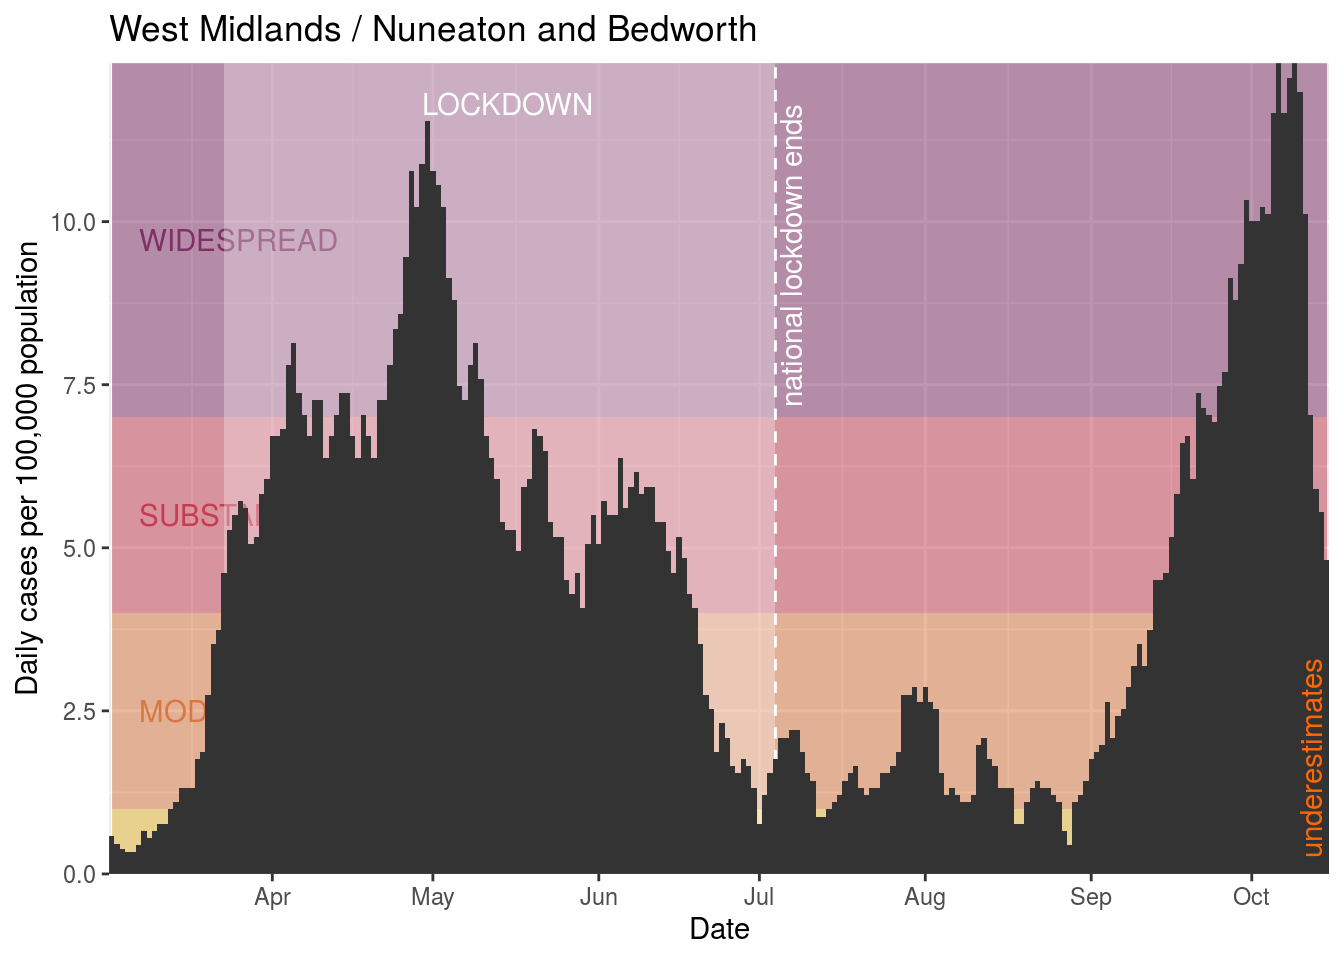 West Midlands / Nuneaton and Bedworth
LOCKDOWN
national lockdown ends
WIDESPREAD
SUBSTA
MOD
underestimates
Daily cases per 100,000 population
10.0
7.5
5.0
2.5
0.0
Apr May Jun Jul Aug Sep Oct
Date